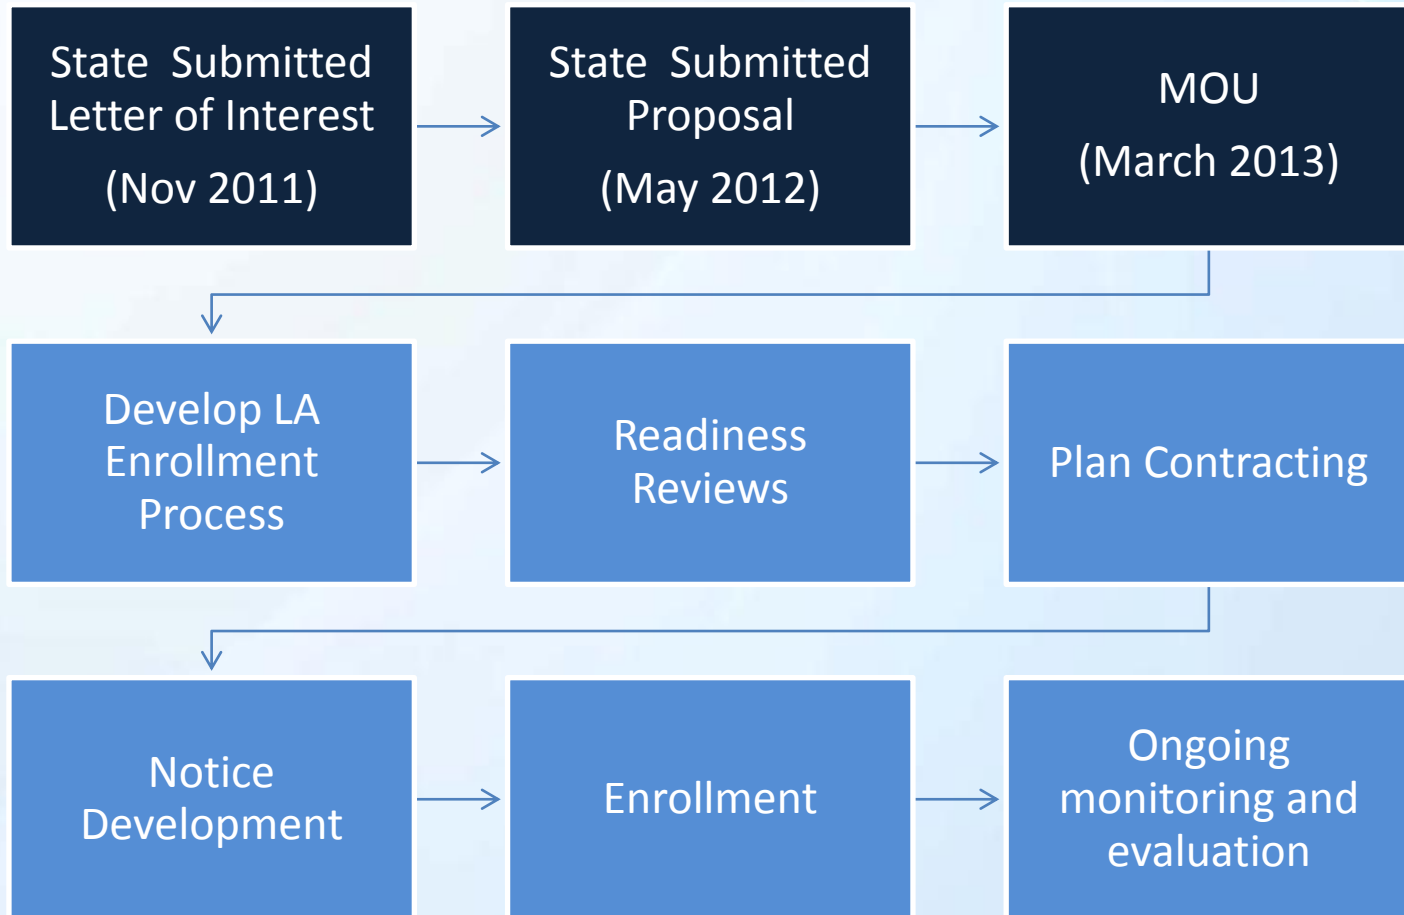 State  Submitted
Letter of Interest
(Nov 2011)
State  Submitted
Proposal
(May 2012)
MOU
(March 2013)
Develop LA
Enrollment
Process
Readiness
Reviews
Plan Contracting
Notice
Development
Enrollment
Ongoing
monitoring and
evaluation